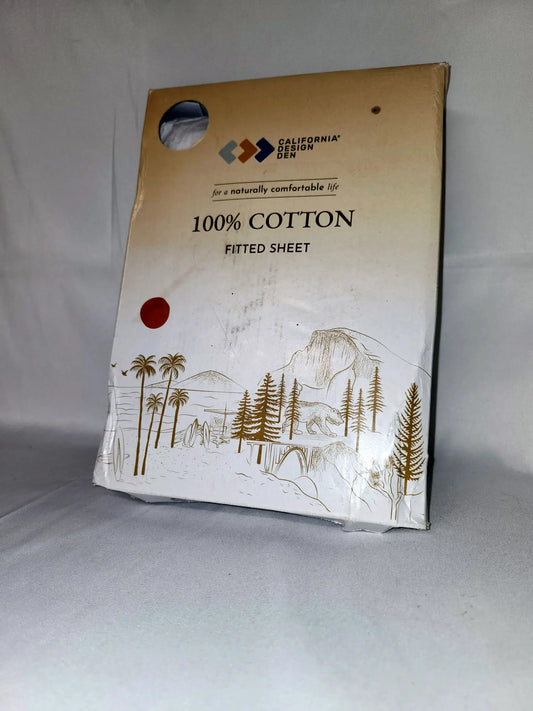 CALIFORNIA®
DESIGN
DEN
for a naturally comfortable life
100% COTTON
FITTED SHEET